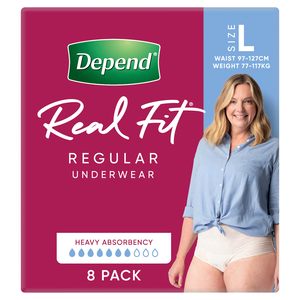 Depend®
Real Fit®
REGULAR
UNDERWEAR
HEAVY ABSORBENCY
8 PACK
SIZE L
WAIST 97-127CM
WEIGHT 77-117KG